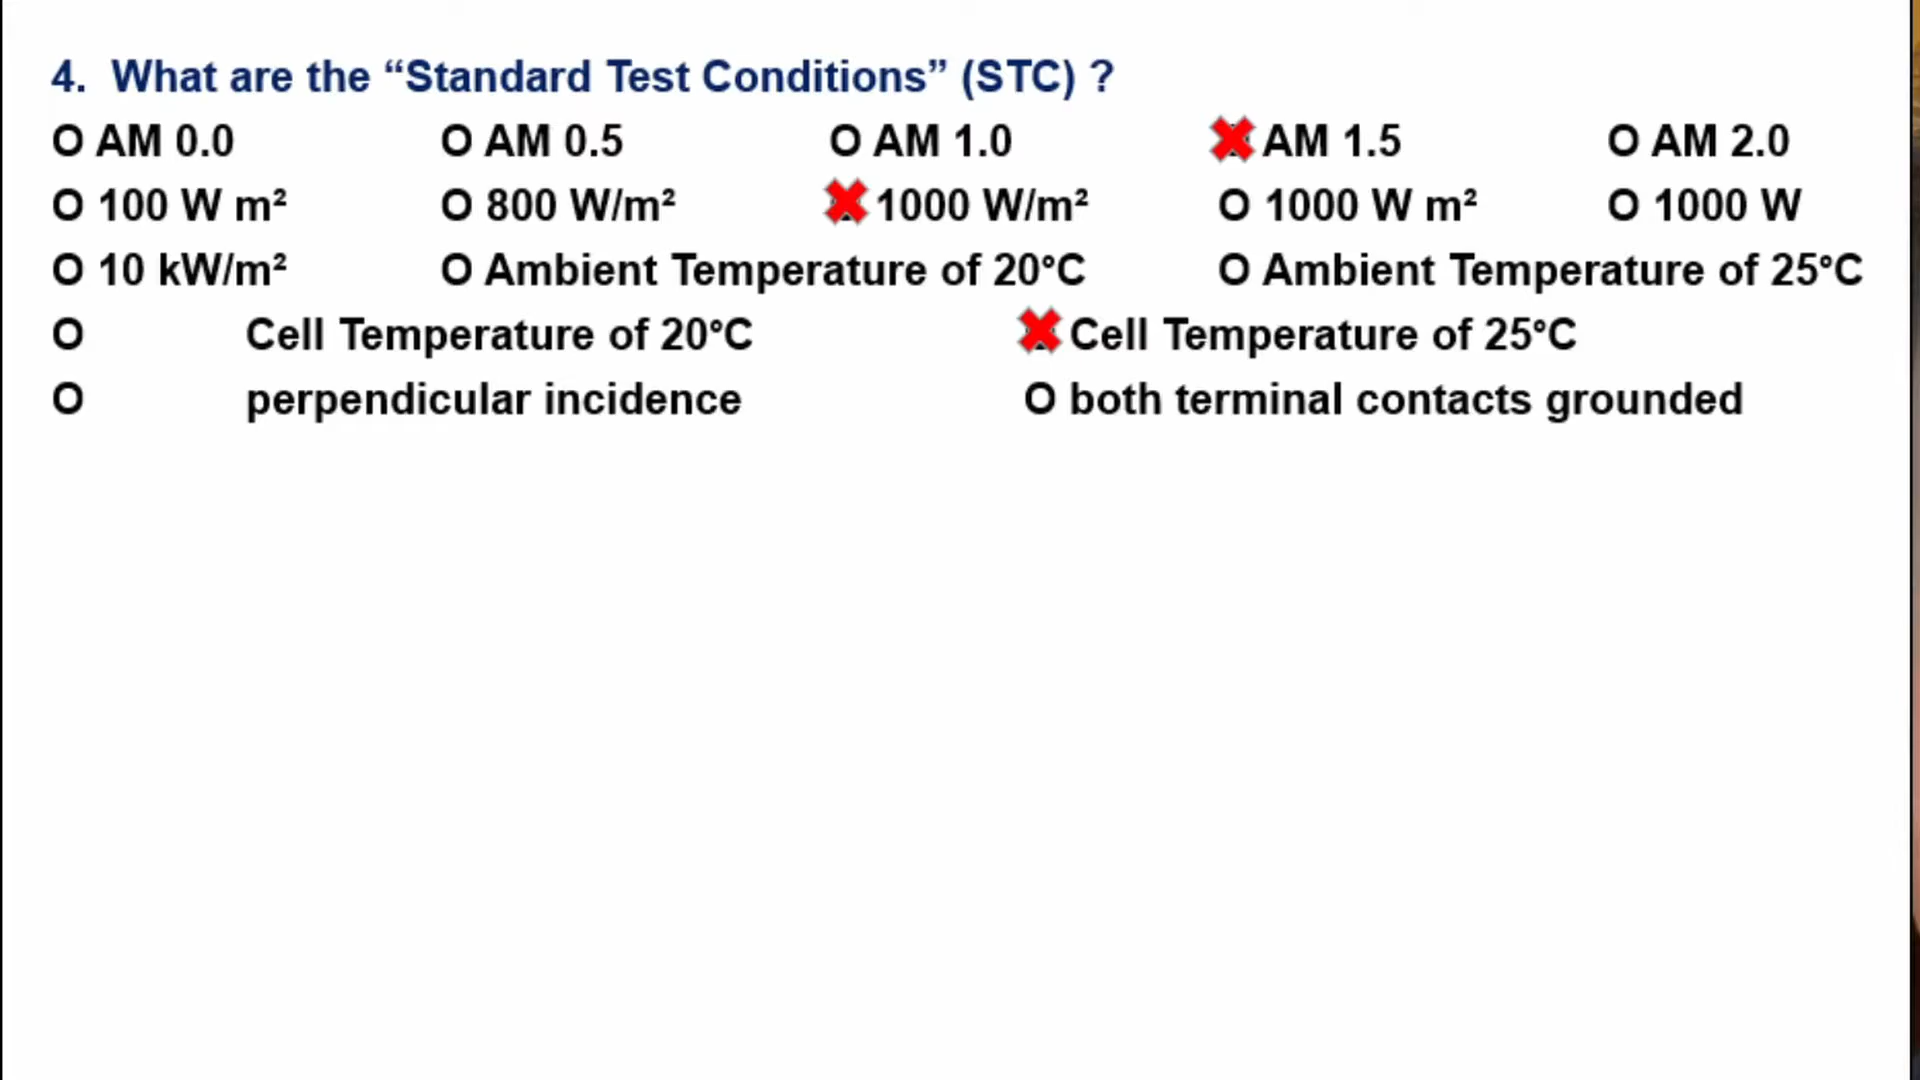 4. What are the “Standard Test Conditions” (STC) ?
O AM 0.0 O AM 0.5 O AM 1.0 ✖ AM 1.5 O AM 2.0
O 100 W m² O 800 W/m² ✖ 1000 W/m² O 1000 W m² O 1000 W
O 10 kW/m² O Ambient Temperature of 20°C O Ambient Temperature of 25°C
O Cell Temperature of 20°C ✖ Cell Temperature of 25°C
O perpendicular incidence O both terminal contacts grounded